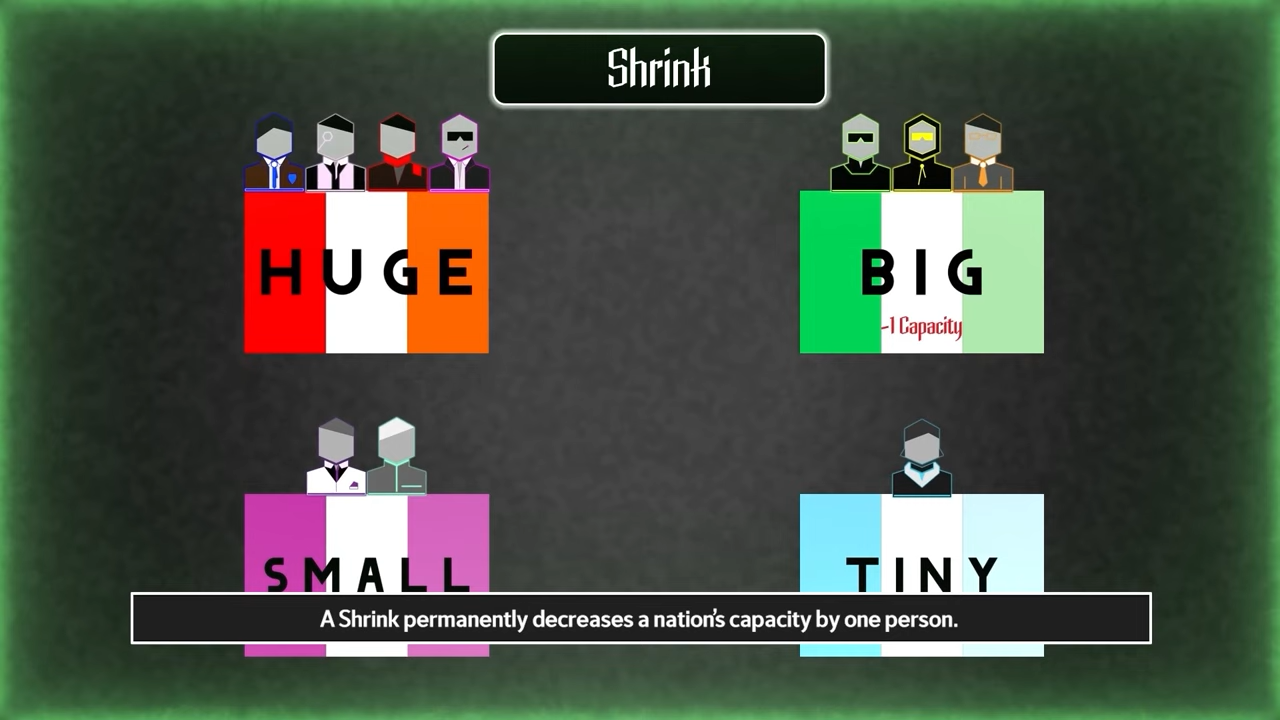 Shrink
HUGE
BIG
-1 Capacity
SMALL
TINY
A Shrink permanently decreases a nation's capacity by one person.